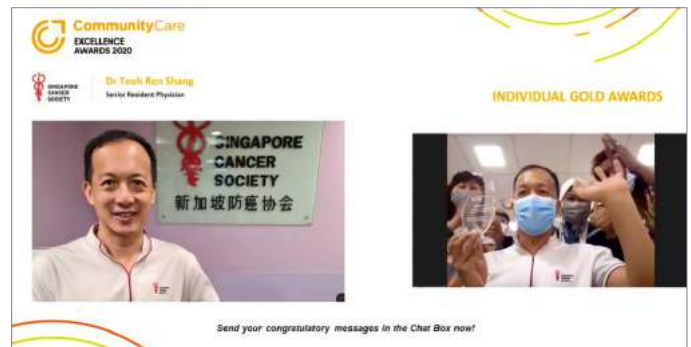 CommunityCare
EXCELLENCE
AWARDS 2020
SINGAPORE
CANCER
SOCIETY
Dr Teoh Ren Shang
Senior Resident Physician
INDIVIDUAL GOLD AWARDS
SINGAPORE
CANCER
SOCIETY
新加坡防癌协会
Send your congratulatory messages in the Chat Box now!